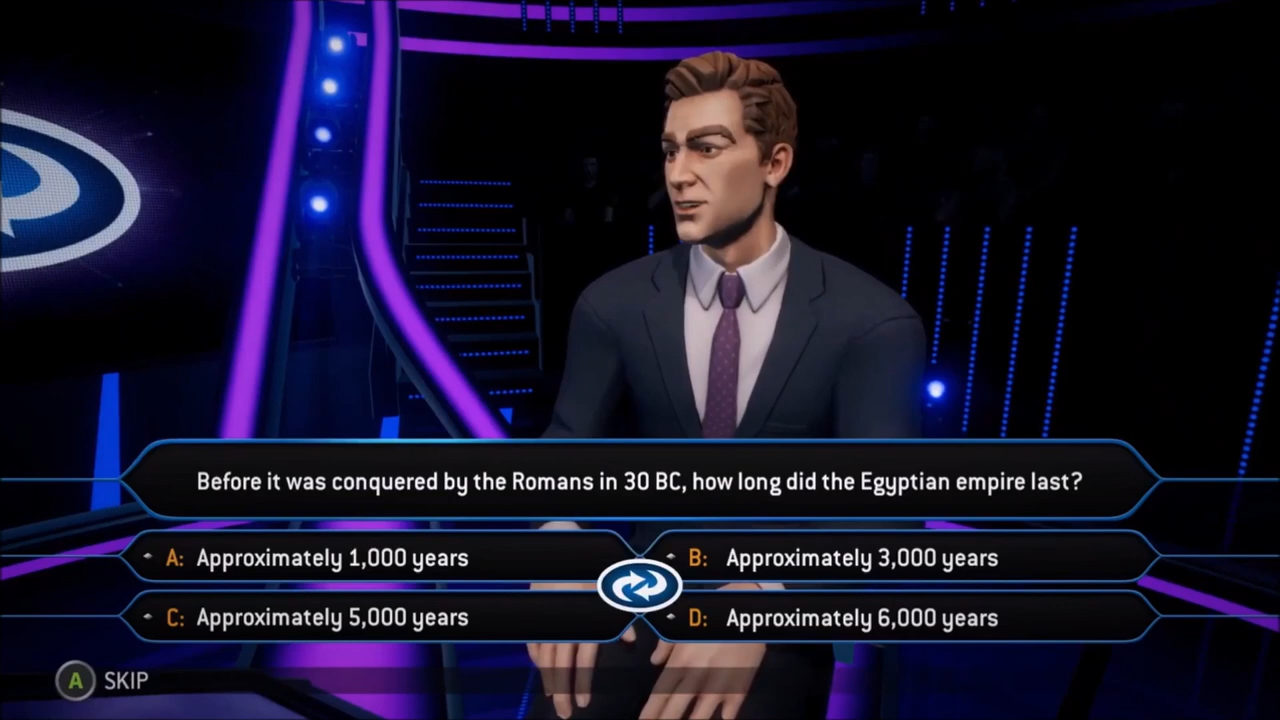 Before it was conquered by the Romans in 30 BC, how long did the Egyptian empire last?
A: Approximately 1,000 years
B: Approximately 3,000 years
C: Approximately 5,000 years
D: Approximately 6,000 years
A SKIP